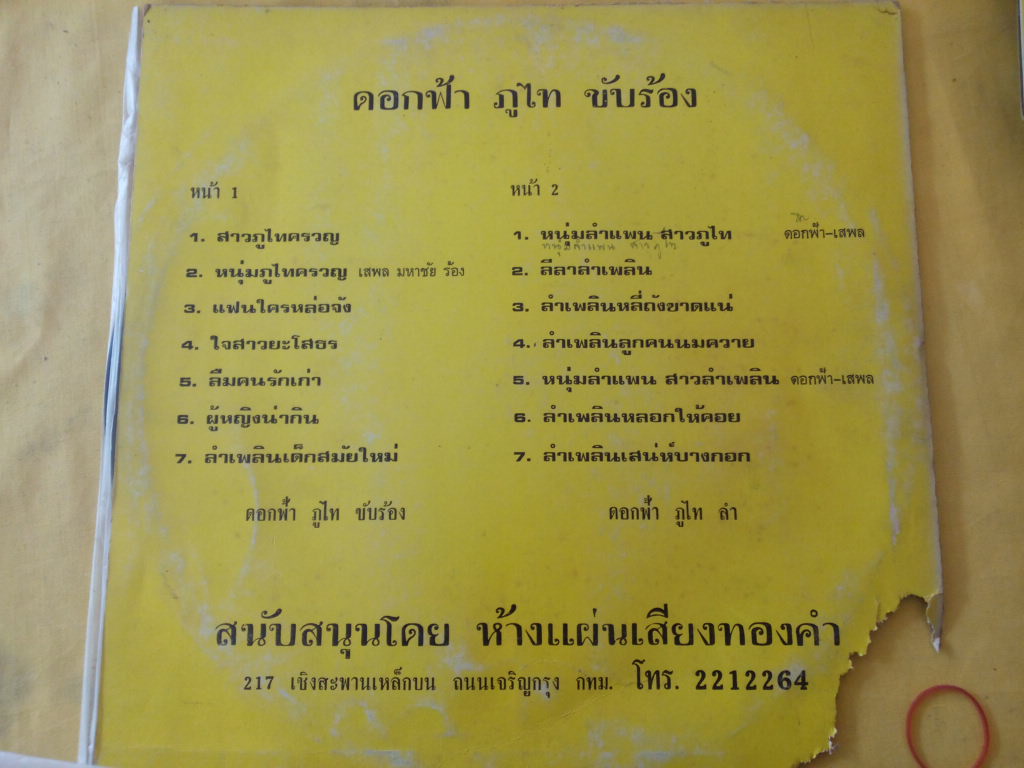 ดอกฟ้า ภูไท ขับร้อง
หน้า 1
1. สาวภูไทครวญ
2. หนุ่มภูไทครวญ เสพล มหาชัย ร้อง
3. แฟนใครหล่อจัง
4. ใจสาวยะโสธร
5. ลืมคนรักเก่า
6. ผู้หญิงน่ากิน
7. ลำเพลินเด็กสมัยใหม่
ดอกฟ้า ภูไท ขับร้อง
หน้า 2
1. หนุ่มลำแพน สาวภูไท ดอกฟ้า-เสพล
หนุ่มลำแพน สาวภูไท
2. ลีลาลำเพลิน
3. ลำเพลินหลี่ถังขาดแน่
4. ลำเพลินลูกคนนมควาย
5. หนุ่มลำแพน สาวลำเพลิน ดอกฟ้า-เสพล
6. ลำเพลินหลอกให้คอย
7. ลำเพลินเสน่ห์บางกอก
ดอกฟ้า ภูไท ลำ
สนับสนุนโดย ห้างแผ่นเสียงทองคำ
217 เชิงสะพานเหล็กบน ถนนเจริญกรุง กทม. โทร. 2212264